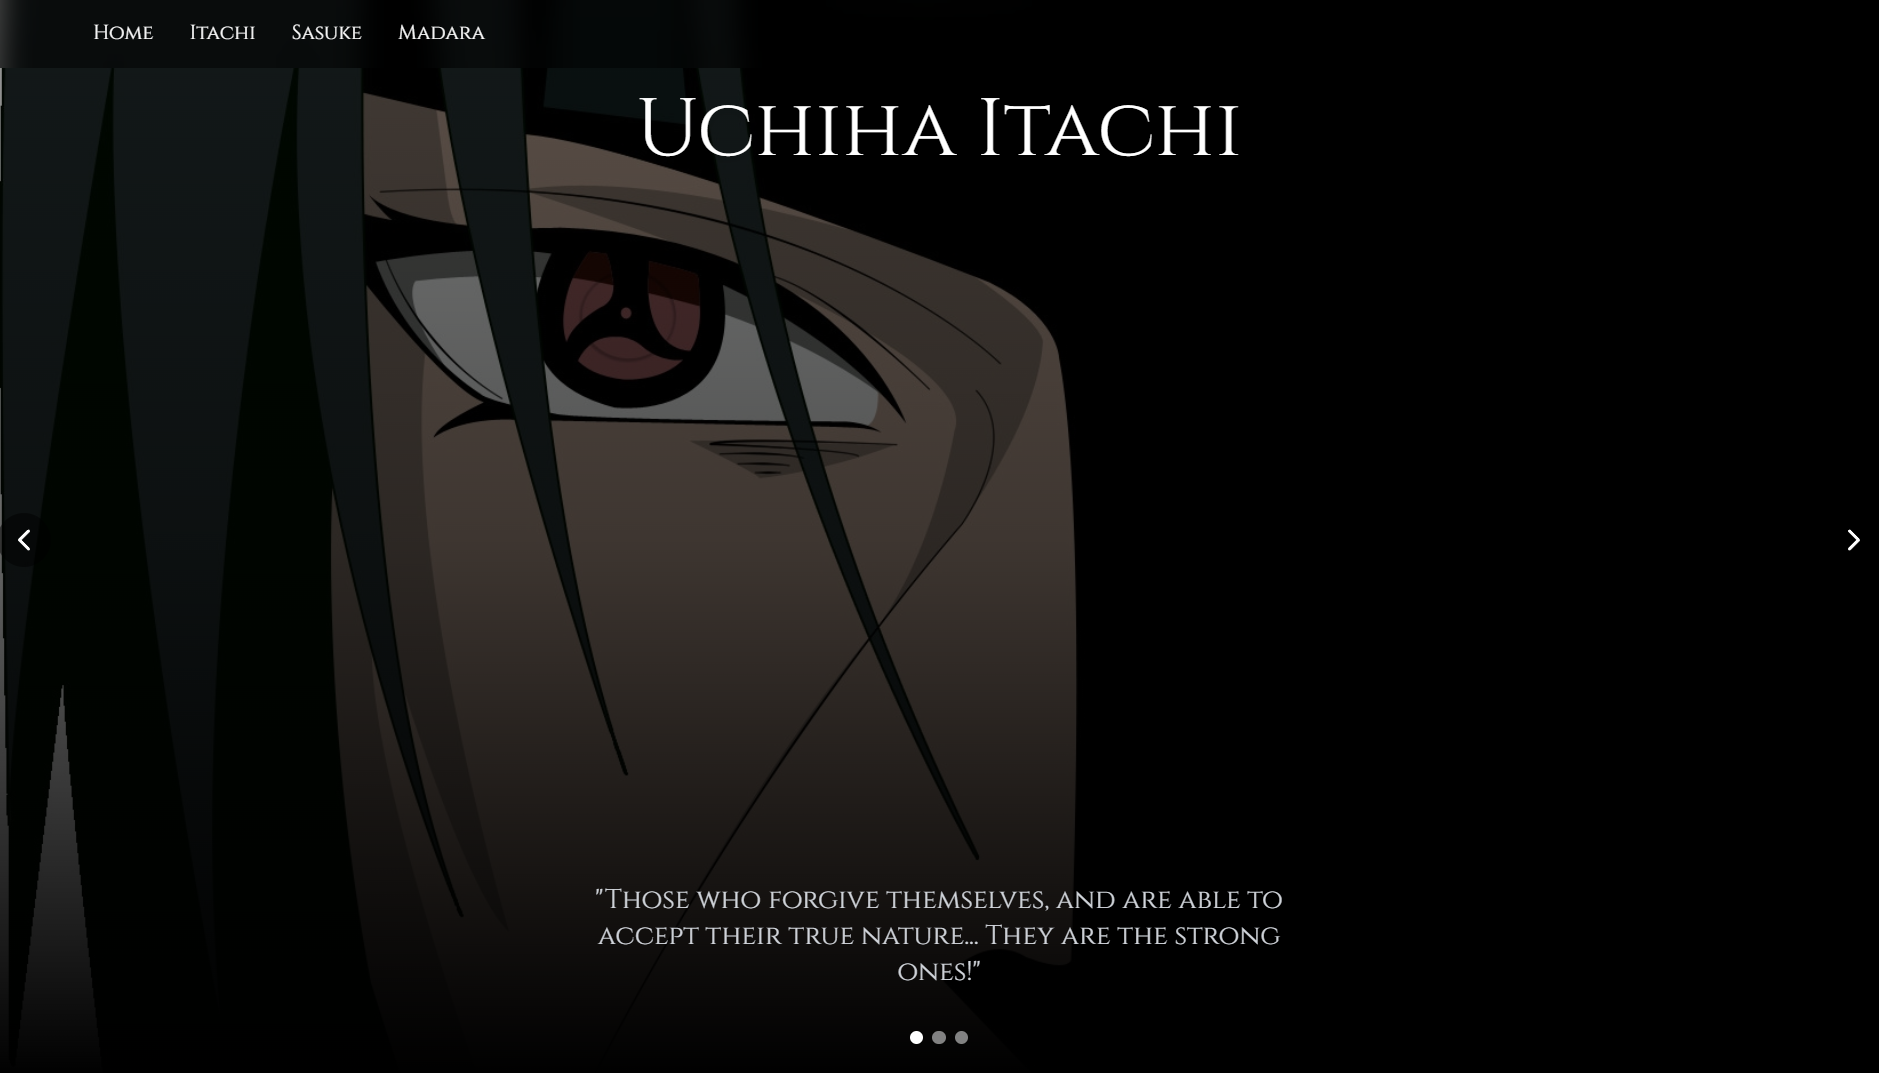 Home Itachi Sasuke Madara
Uchiha Itachi
"Those who forgive themselves, and are able to
accept their true nature... They are the strong
ones!"